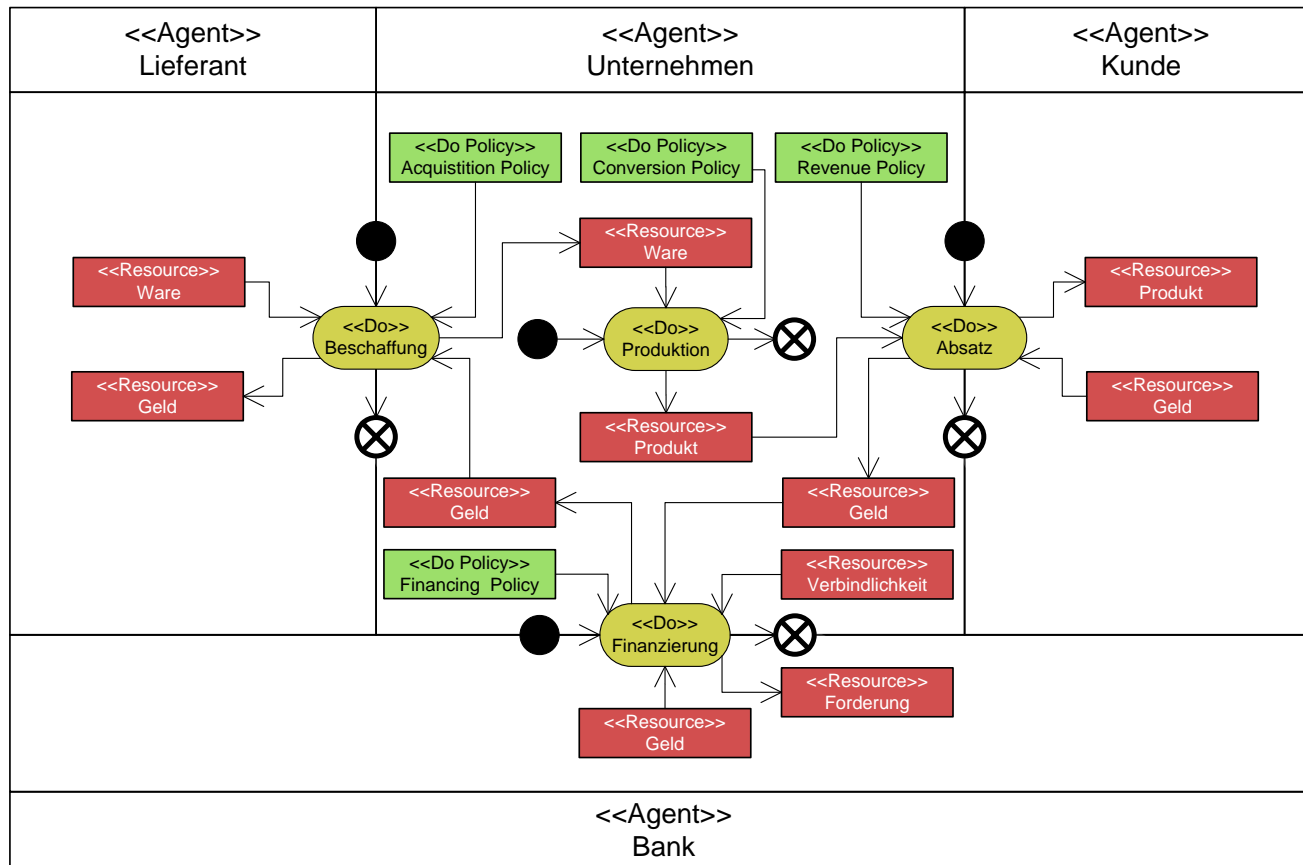 <<Agent>>
Lieferant
<<Agent>>
Unternehmen
<<Agent>>
Kunde
<<Do Policy>>
Acquistition Policy
<<Do Policy>>
Conversion Policy
<<Do Policy>>
Revenue Policy
<<Resource>>
Ware
<<Resource>>
Ware
<<Resource>>
Produkt
<<Do>>
Beschaffung
<<Do>>
Produktion
<<Do>>
Absatz
<<Resource>>
Geld
<<Resource>>
Geld
<<Resource>>
Produkt
<<Resource>>
Geld
<<Resource>>
Geld
<<Do Policy>>
Financing Policy
<<Resource>>
Verbindlichkeit
<<Do>>
Finanzierung
<<Resource>>
Forderung
<<Resource>>
Geld
<<Agent>>
Bank